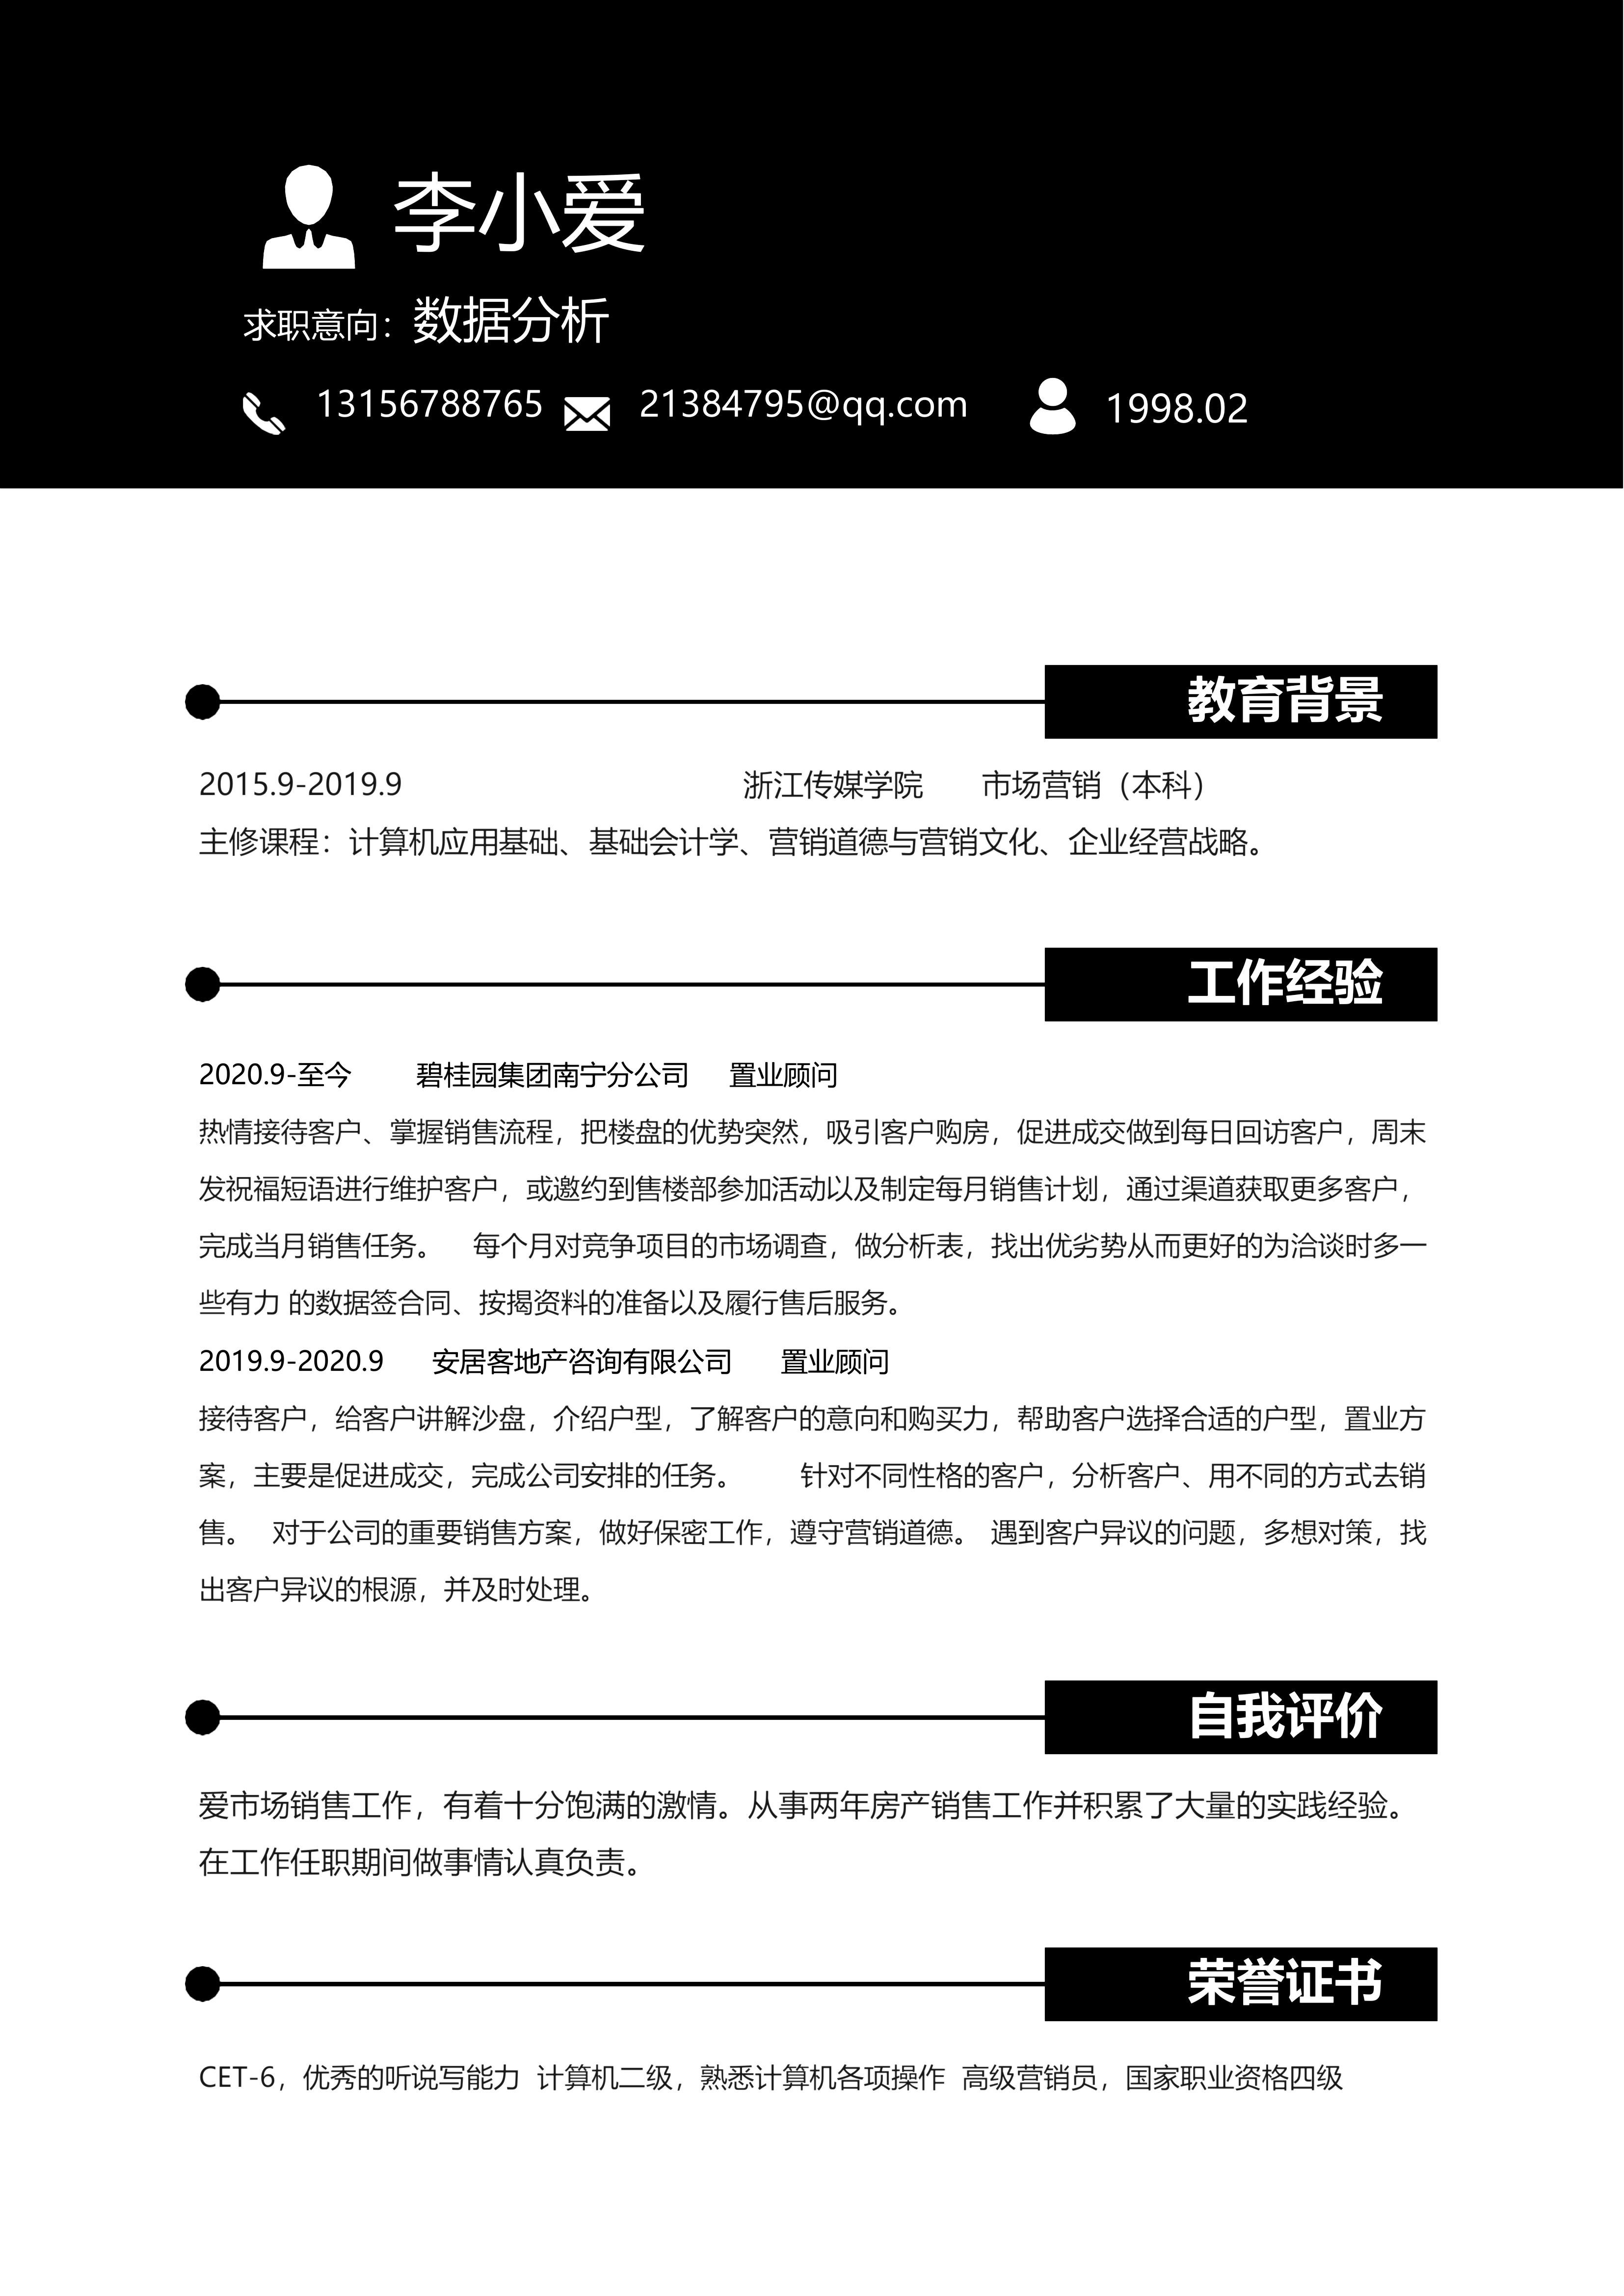 李小爱
求职意向：数据分析
13156788765 21384795@qq.com 1998.02
教育背景
2015.9-2019.9 浙江传媒学院 市场营销（本科）
主修课程：计算机应用基础、基础会计学、营销道德与营销文化、企业经营战略。
工作经验
2020.9-至今 碧桂园集团南宁分公司 置业顾问
热情接待客户、掌握销售流程，把楼盘的优势突然，吸引客户购房，促进成交做到每日回访客户，周末
发祝福短语进行维护客户，或邀约到售楼部参加活动以及制定每月销售计划，通过渠道获取更多客户，
完成当月销售任务。 每个月对竞争项目的市场调查，做分析表，找出优劣势从而更好的为洽谈时多一
些有力 的数据签合同、按揭资料的准备以及履行售后服务。
2019.9-2020.9 安居客地产咨询有限公司 置业顾问
接待客户，给客户讲解沙盘，介绍户型，了解客户的意向和购买力，帮助客户选择合适的户型，置业方
案，主要是促进成交，完成公司安排的任务。 针对不同性格的客户，分析客户、用不同的方式去销
售。 对于公司的重要销售方案，做好保密工作，遵守营销道德。 遇到客户异议的问题，多想对策，找
出客户异议的根源，并及时处理。
自我评价
爱市场销售工作，有着十分饱满的激情。从事两年房产销售工作并积累了大量的实践经验。
在工作任职期间做事情认真负责。
荣誉证书
CET-6，优秀的听说写能力 计算机二级，熟悉计算机各项操作 高级营销员，国家职业资格四级